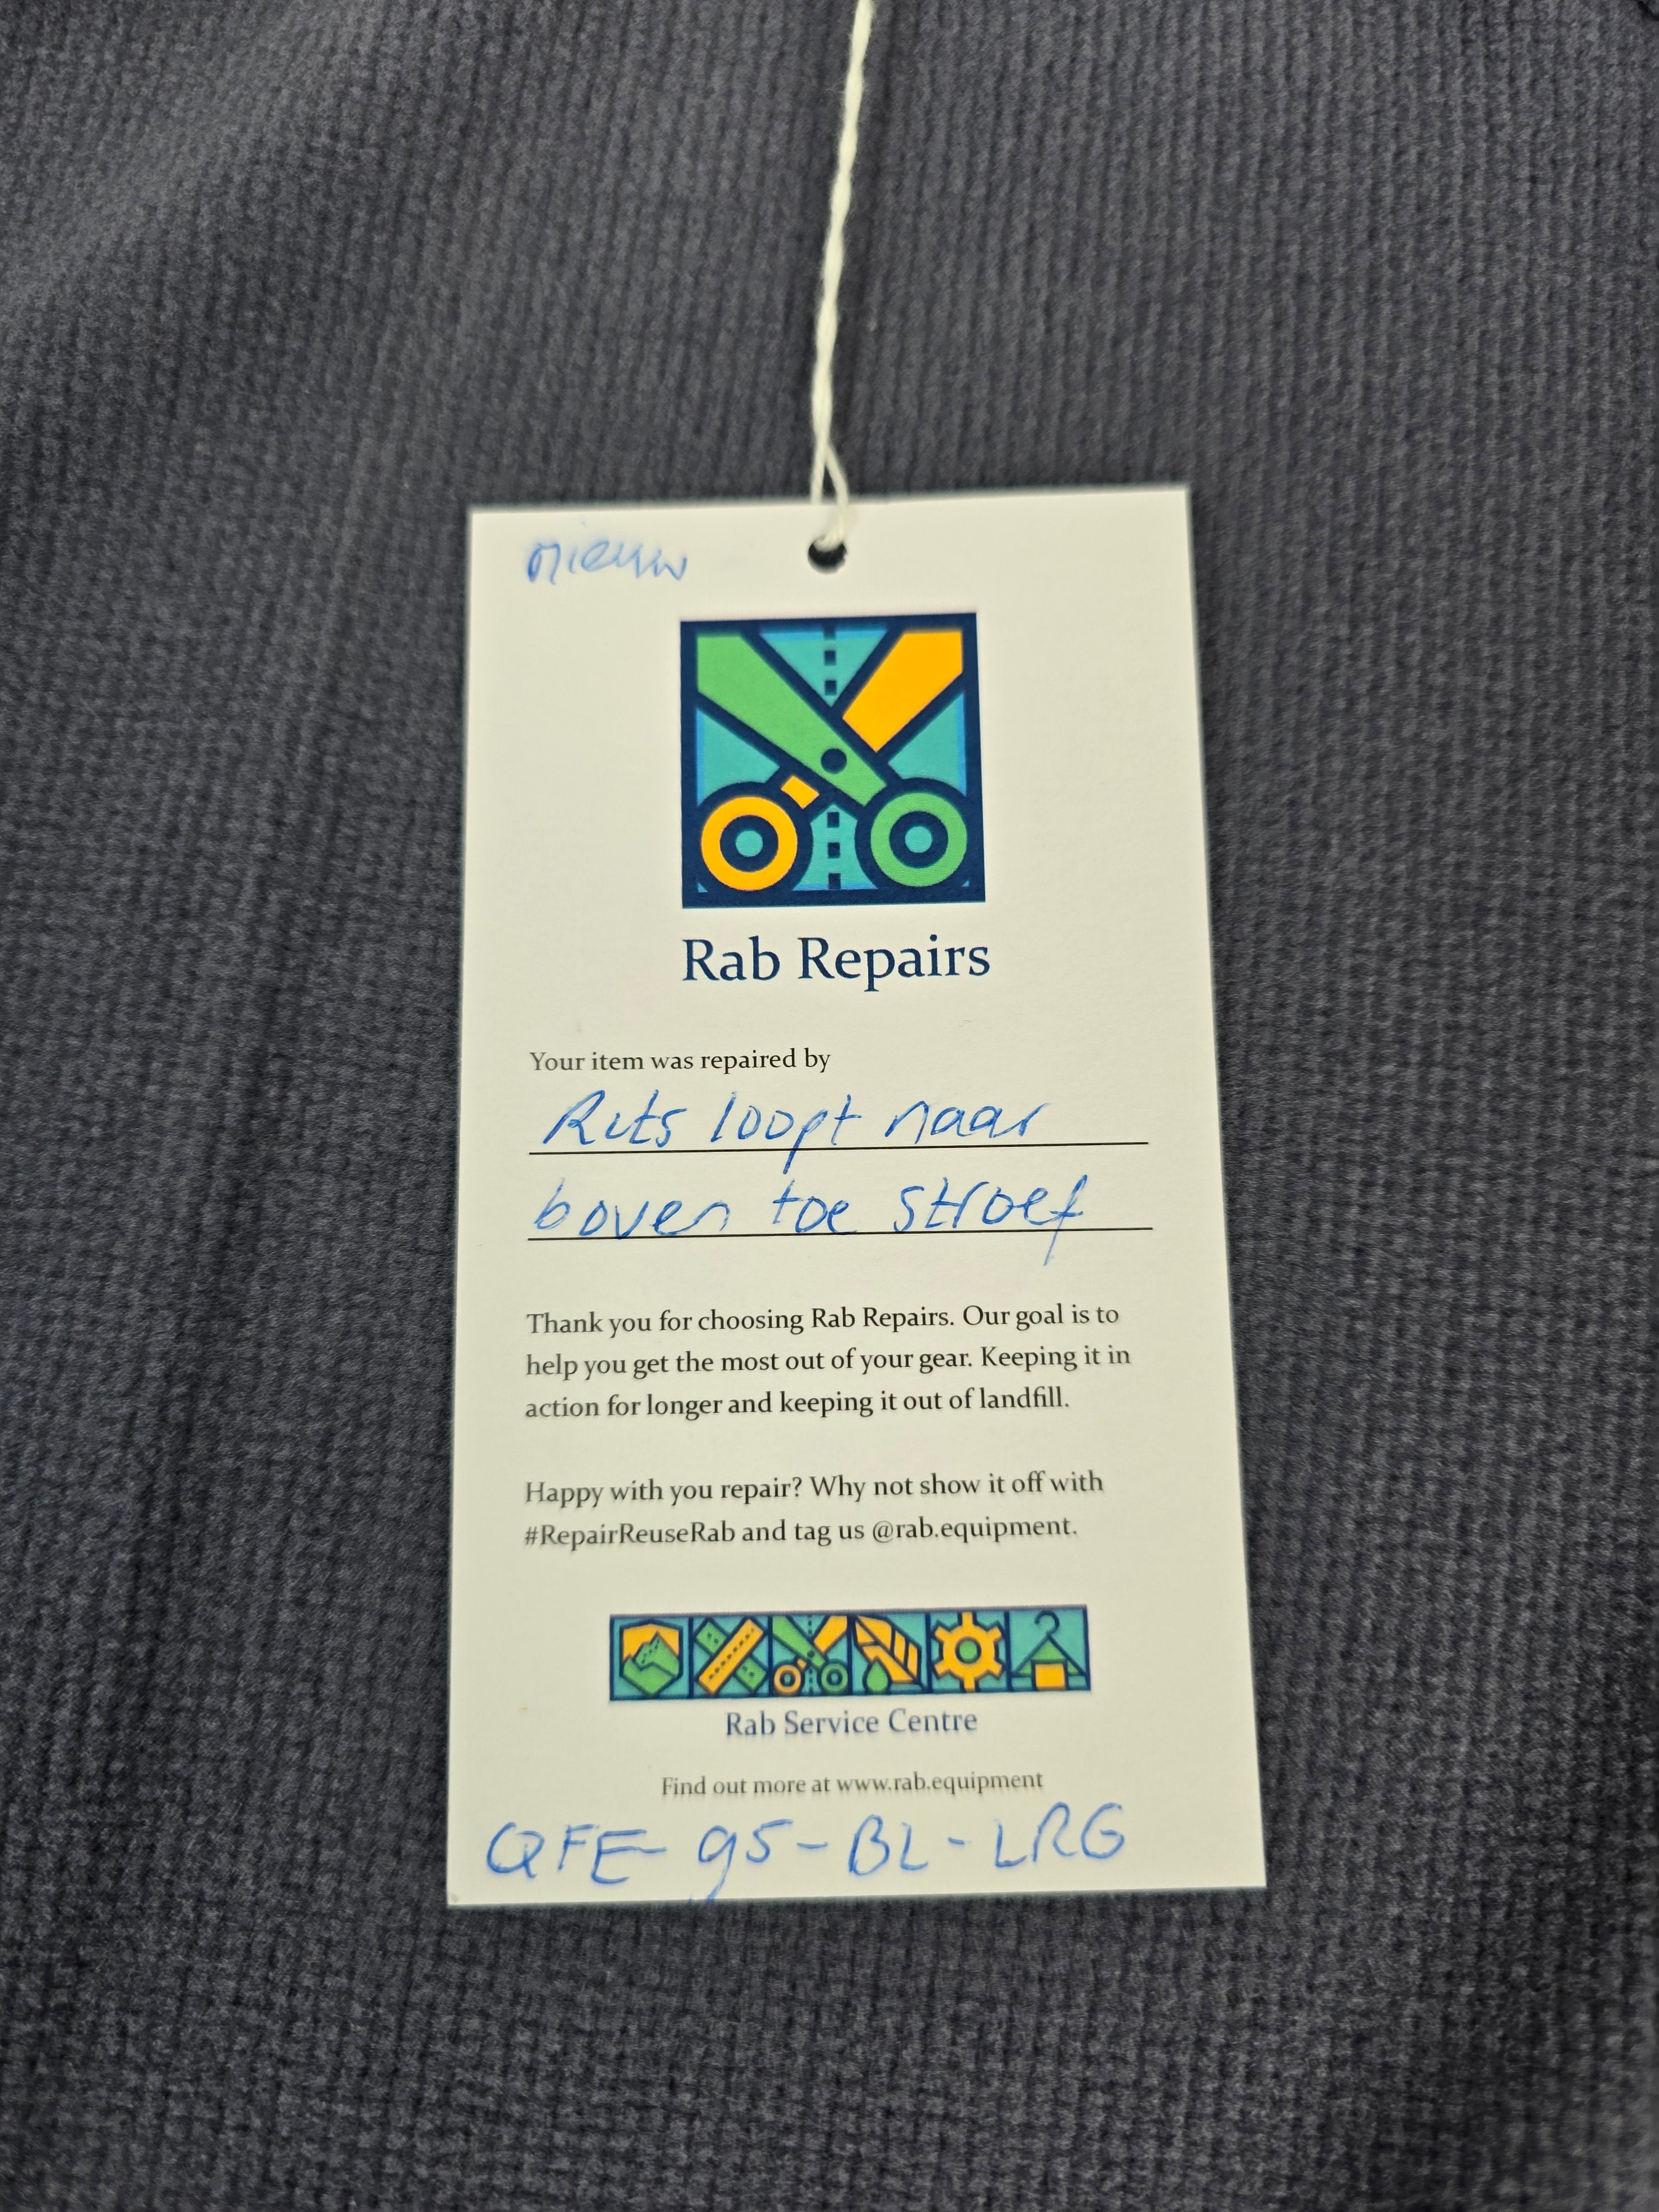 nieuw
Rab Repairs
Your item was repaired by
Rits loopt naar
boven toe stroef
Thank you for choosing Rab Repairs. Our goal is to
help you get the most out of your gear. Keeping it in
action for longer and keeping it out of landfill.
Happy with you repair? Why not show it off with
#RepairReuseRab and tag us @rab.equipment.
Rab Service Centre
Find out more at www.rab.equipment
QFE-95-BL-LRG